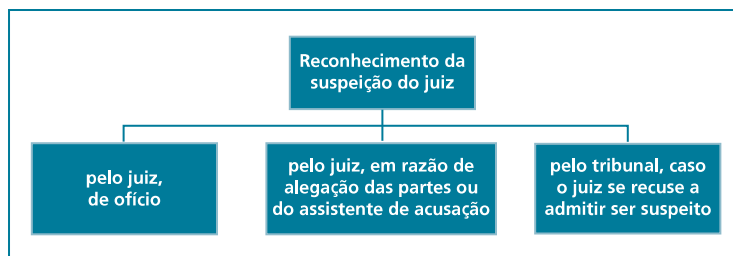 Reconhecimento da
suspeição do juiz
pelo juiz,
de ofício
pelo juiz, em razão de
alegação das partes ou
do assistente de acusação
pelo tribunal, caso
o juiz se recuse a
admitir ser suspeito